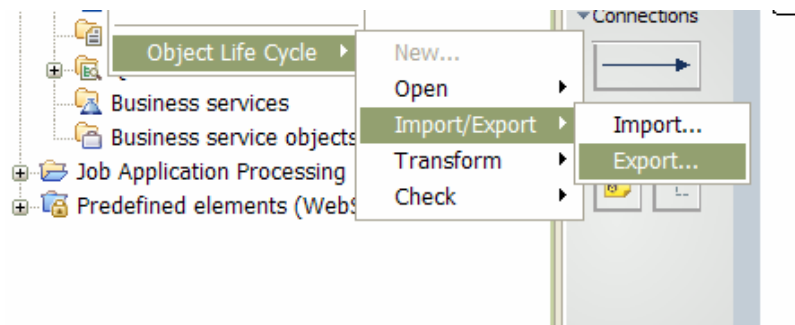 Connections
Object Life Cycle
New...
Open
Business services
Import/Export
Import...
Business service objects
Transform
Export...
Job Application Processing
Check
Predefined elements (WebS